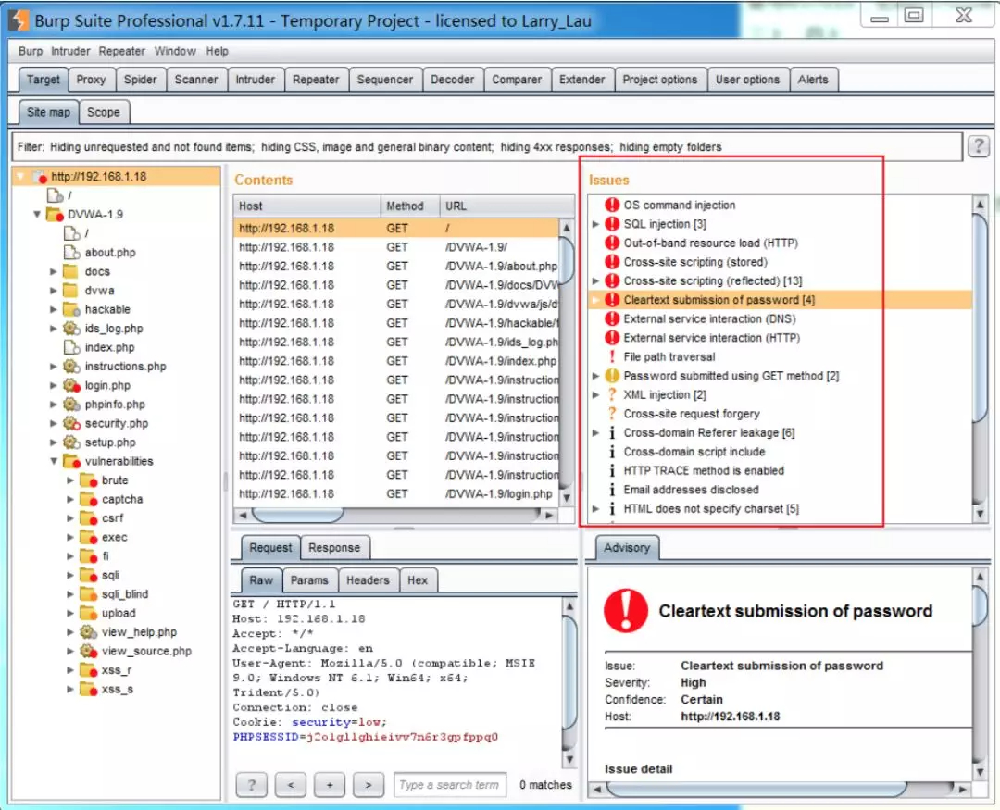 Burp Suite Professional v1.7.11 - Temporary Project - licensed to Larry_Lau
Burp Intruder Repeater Window Help
Target Proxy Spider Scanner Intruder Repeater Sequencer Decoder Comparer Extender Project options User options Alerts
Site map Scope
Filter: Hiding unrequested and not found items; hiding CSS, image and general binary content; hiding 4xx responses; hiding empty folders
?
http://192.168.1.18
/
DVWA-1.9
/
about.php
docs
dvwa
hackable
ids_log.php
index.php
instructions.php
login.php
phpinfo.php
security.php
setup.php
vulnerabilities
brute
captcha
csrf
exec
fi
sqli
sqli_blind
upload
view_help.php
view_source.php
xss_r
xss_s
Contents
Host Method URL
http://192.168.1.18 GET /
http://192.168.1.18 GET /DVWA-1.9/
http://192.168.1.18 GET /DVWA-1.9/about.php
http://192.168.1.18 GET /DVWA-1.9/docs/DVW
http://192.168.1.18 GET /DVWA-1.9/dvwa/js/d
http://192.168.1.18 GET /DVWA-1.9/hackable/f
http://192.168.1.18 GET /DVWA-1.9/ids_log.ph
http://192.168.1.18 GET /DVWA-1.9/index.php
http://192.168.1.18 GET /DVWA-1.9/instruction
http://192.168.1.18 GET /DVWA-1.9/instruction
http://192.168.1.18 GET /DVWA-1.9/instruction
http://192.168.1.18 GET /DVWA-1.9/instruction
http://192.168.1.18 GET /DVWA-1.9/instruction
http://192.168.1.18 GET /DVWA-1.9/instruction
http://192.168.1.18 GET /DVWA-1.9/login.php
Issues
OS command injection
SQL injection [3]
Out-of-band resource load (HTTP)
Cross-site scripting (stored)
Cross-site scripting (reflected) [13]
Cleartext submission of password [4]
External service interaction (DNS)
External service interaction (HTTP)
File path traversal
Password submitted using GET method [2]
XML injection [2]
Cross-site request forgery
Cross-domain Referer leakage [6]
Cross-domain script include
HTTP TRACE method is enabled
Email addresses disclosed
HTML does not specify charset [5]
Request Response
Raw Params Headers Hex
GET / HTTP/1.1
Host: 192.168.1.18
Accept: */*
Accept-Language: en
User-Agent: Mozilla/5.0 (compatible; MSIE
9.0; Windows NT 6.1; Win64; x64;
Trident/5.0)
Connection: close
Cookie: security=low;
? < + > Type a search term 0 matches
Advisory
Cleartext submission of password
Issue: Cleartext submission of password
Severity: High
Confidence: Certain
Host: http://192.168.1.18
Issue detail